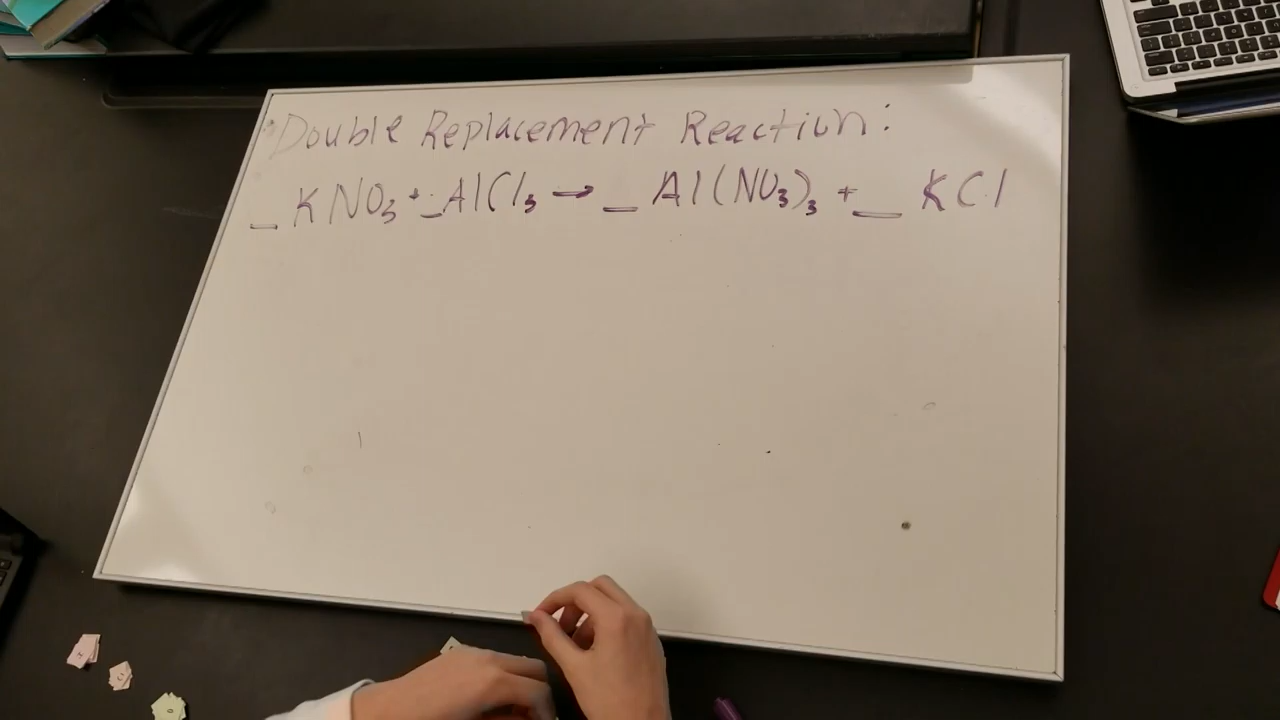 Double Replacement Reaction:
_ KNO₃ + _ AlCl₃ → _ Al(NO₃)₃ + _ KCl